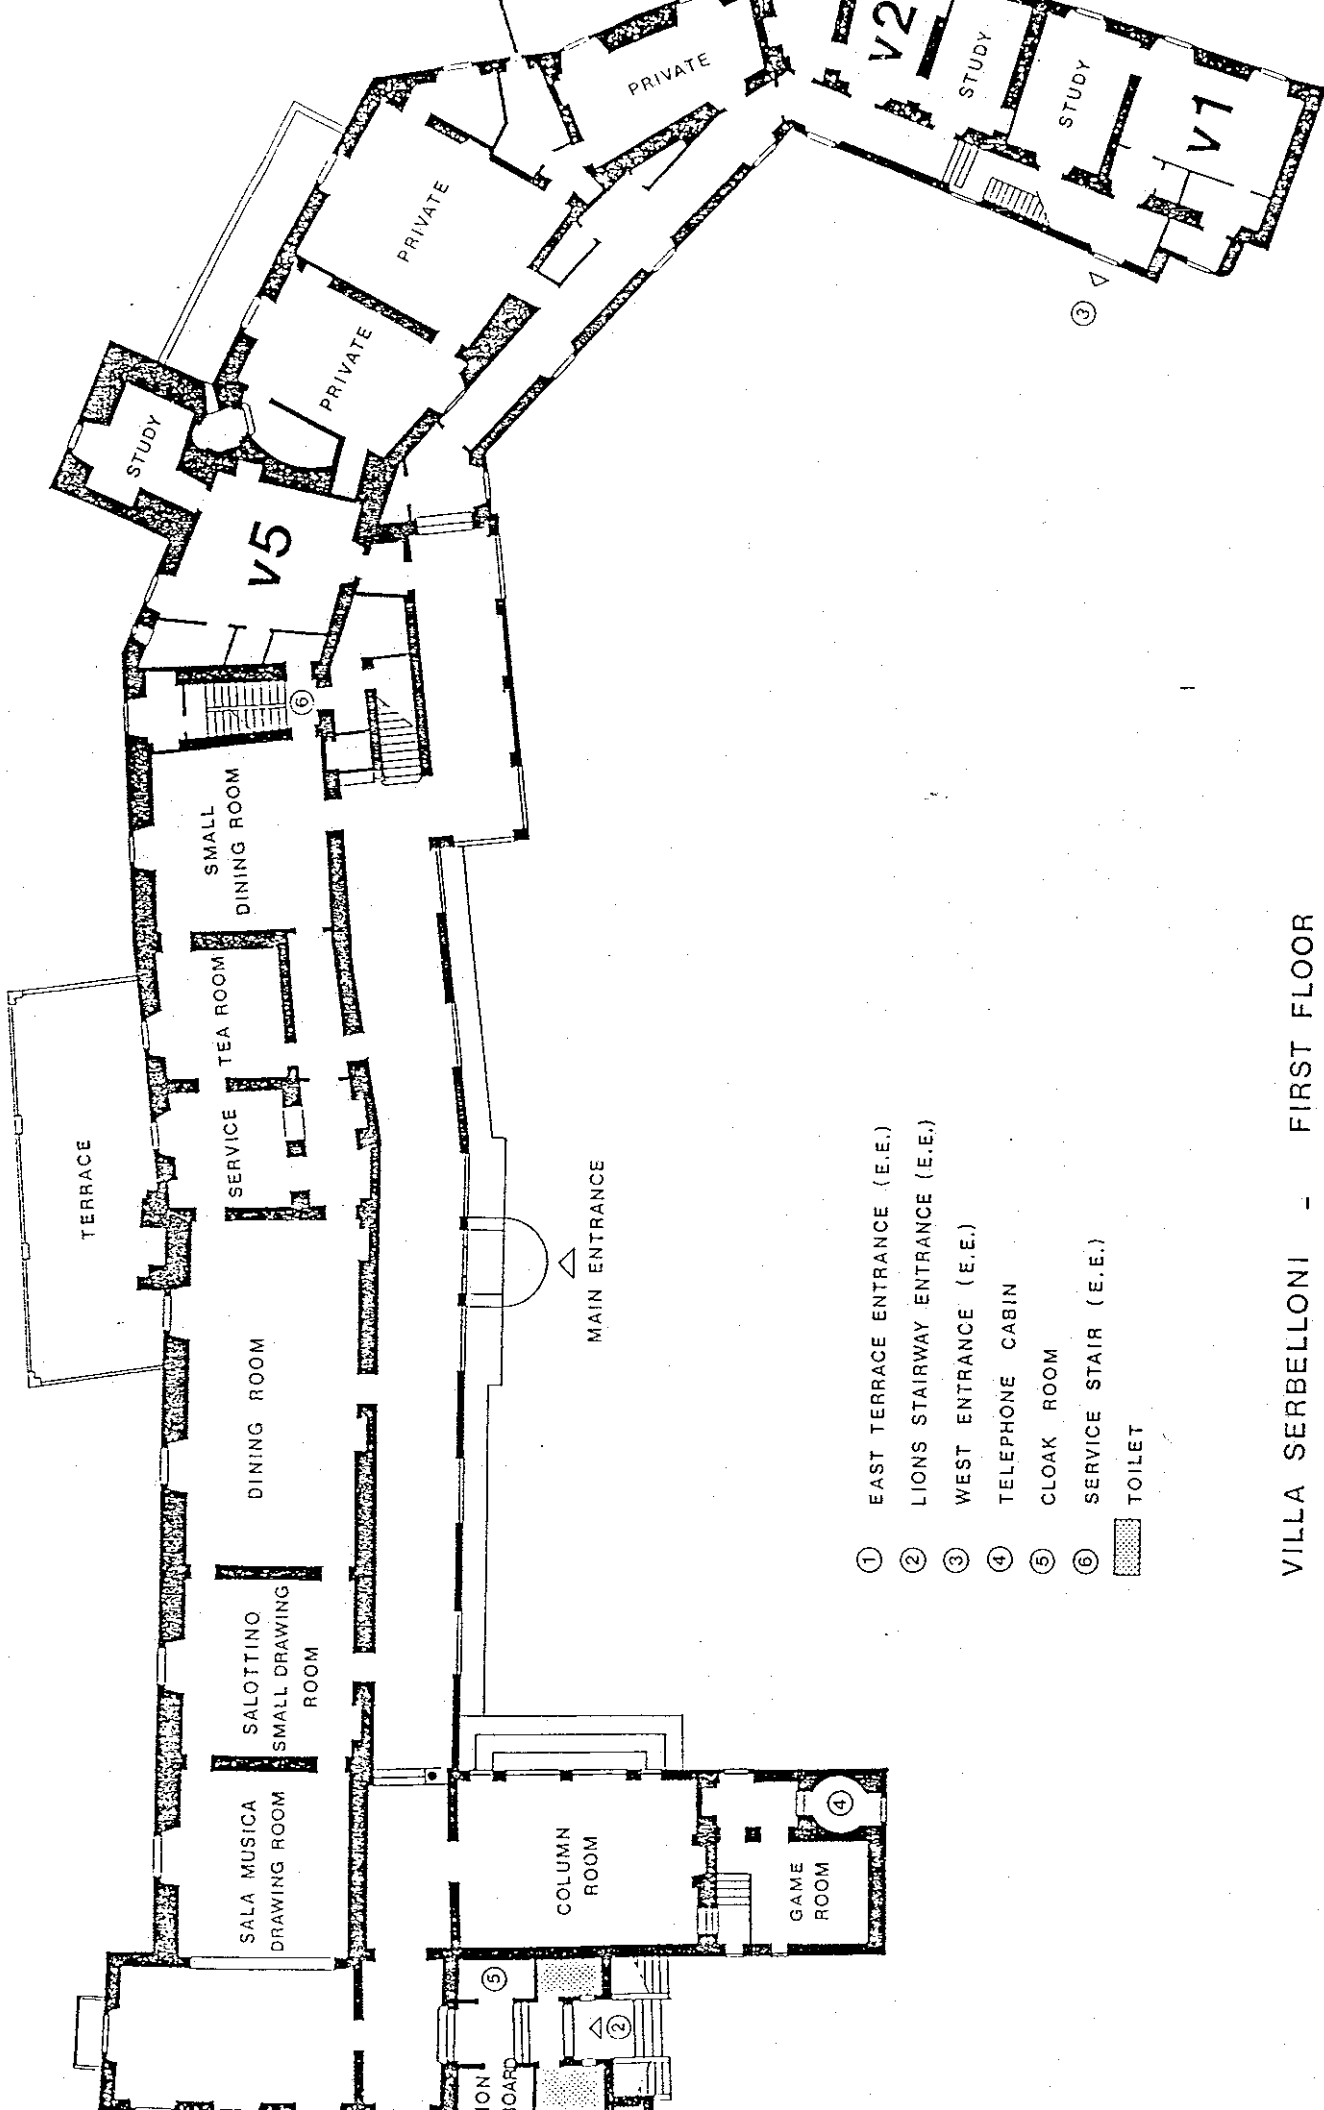 SALA MUSICA
DRAWING ROOM
SALOTTINO
SMALL DRAWING
ROOM
DINING ROOM
TERRACE
SERVICE
TEA ROOM
SMALL
DINING ROOM
⑥
v5
STUDY
PRIVATE
PRIVATE
PRIVATE
v2
STUDY
STUDY
v1
③
⑤
②
COLUMN
ROOM
GAME
ROOM
④
MAIN ENTRANCE
① EAST TERRACE ENTRANCE (E.E.)
② LIONS STAIRWAY ENTRANCE (E.E.)
③ WEST ENTRANCE (E.E.)
④ TELEPHONE CABIN
⑤ CLOAK ROOM
⑥ SERVICE STAIR (E.E.)
TOILET
VILLA SERBELLONI - FIRST FLOOR